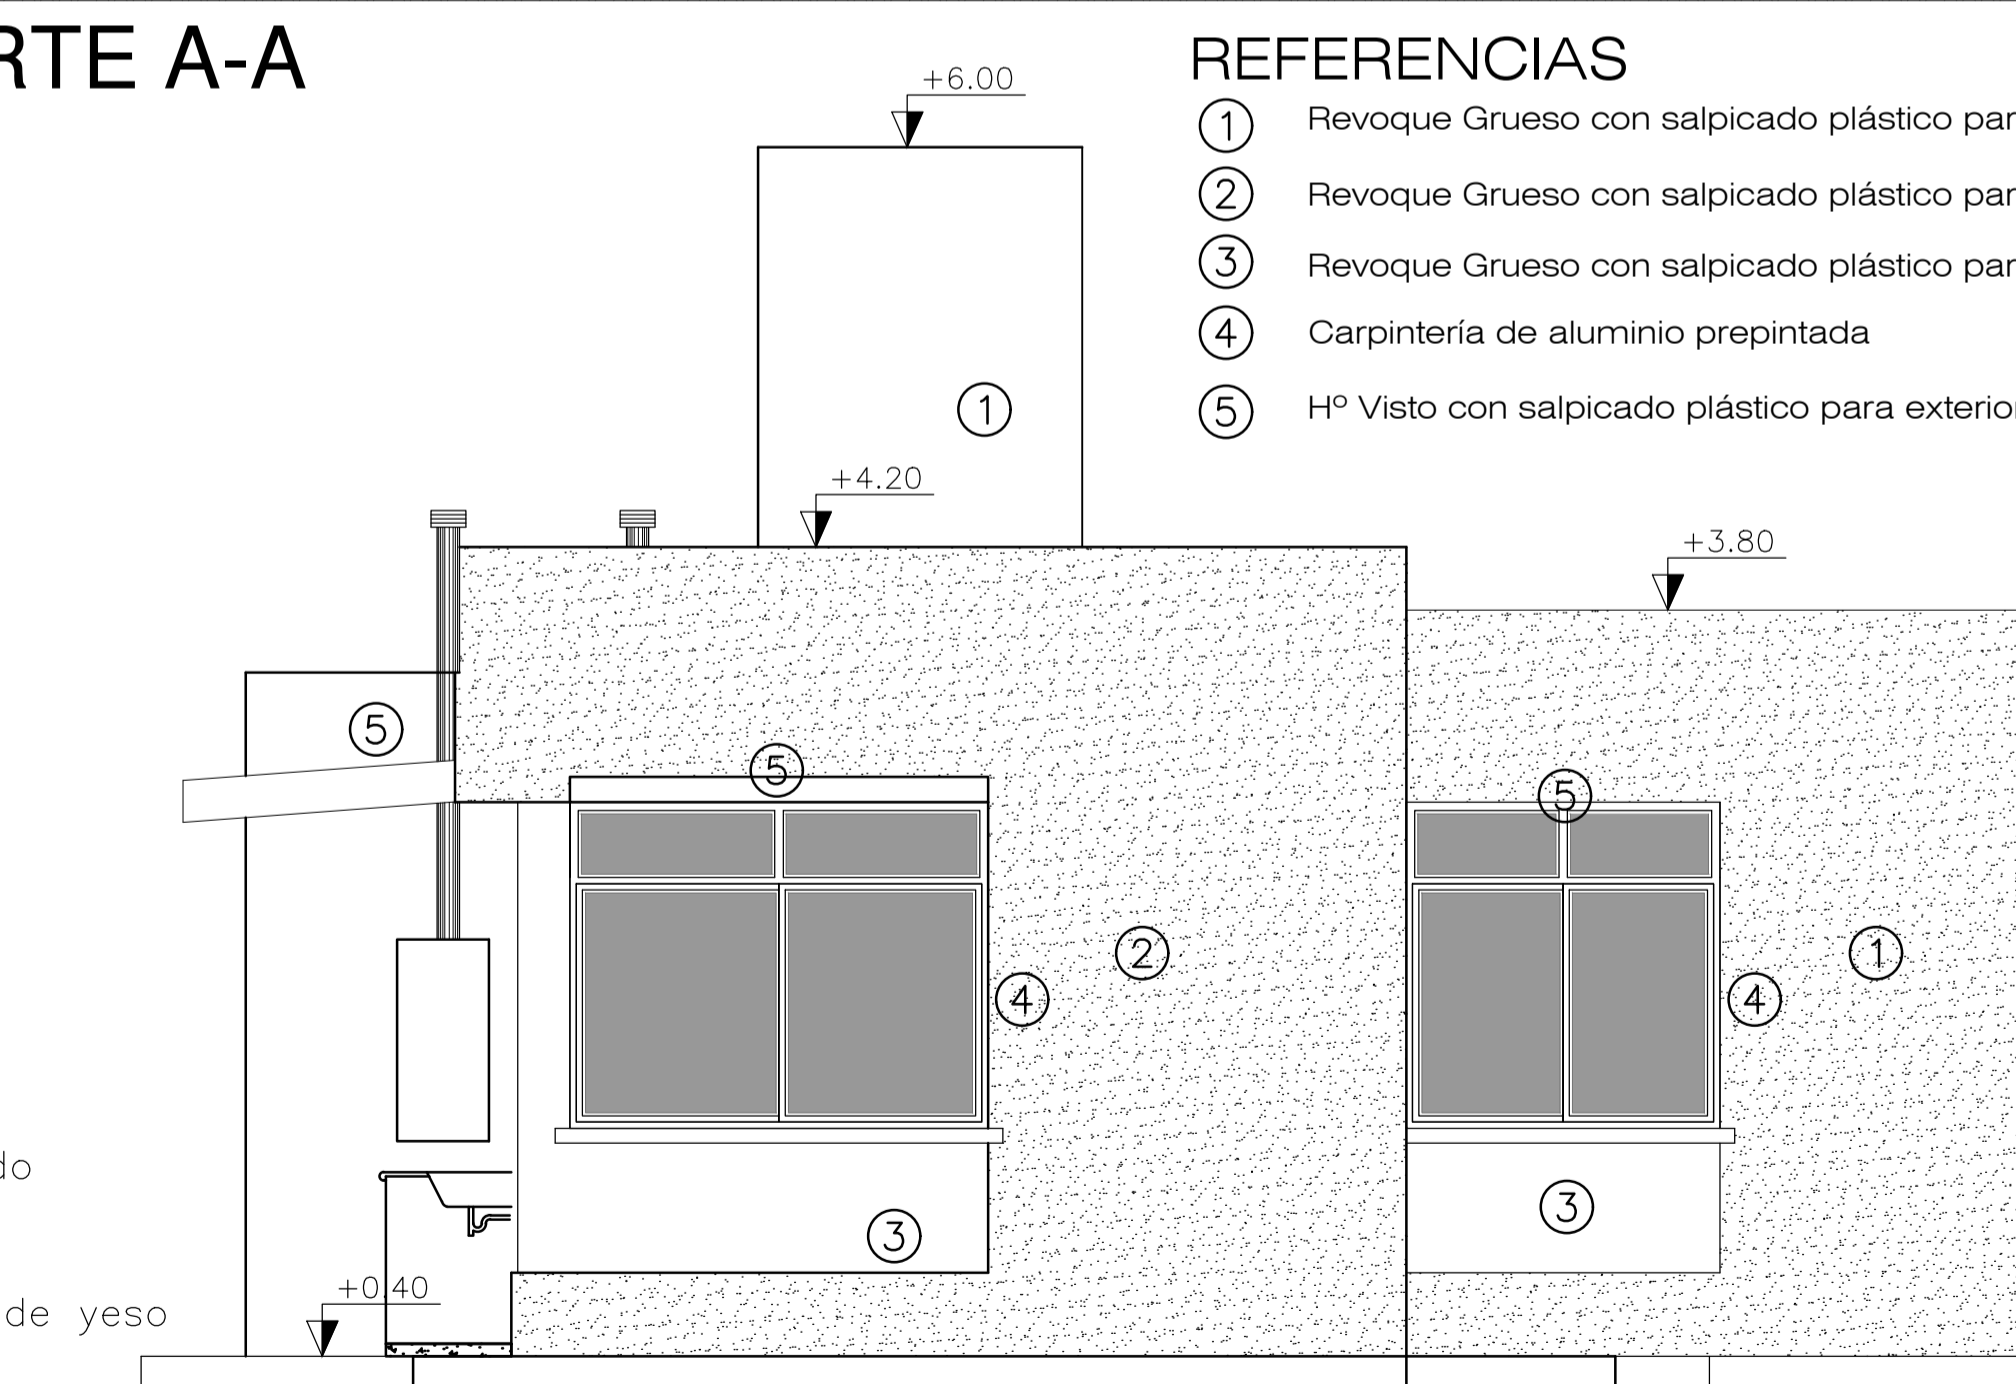 RTE A-A
REFERENCIAS
1 Revoque Grueso con salpicado plástico par
2 Revoque Grueso con salpicado plástico par
3 Revoque Grueso con salpicado plástico par
4 Carpintería de aluminio prepintada
5 Hº Visto con salpicado plástico para exterior
+6.00
1
+4.20
+3.80
5
5
5
2
1
4
4
do
3
3
+0.40
de yeso